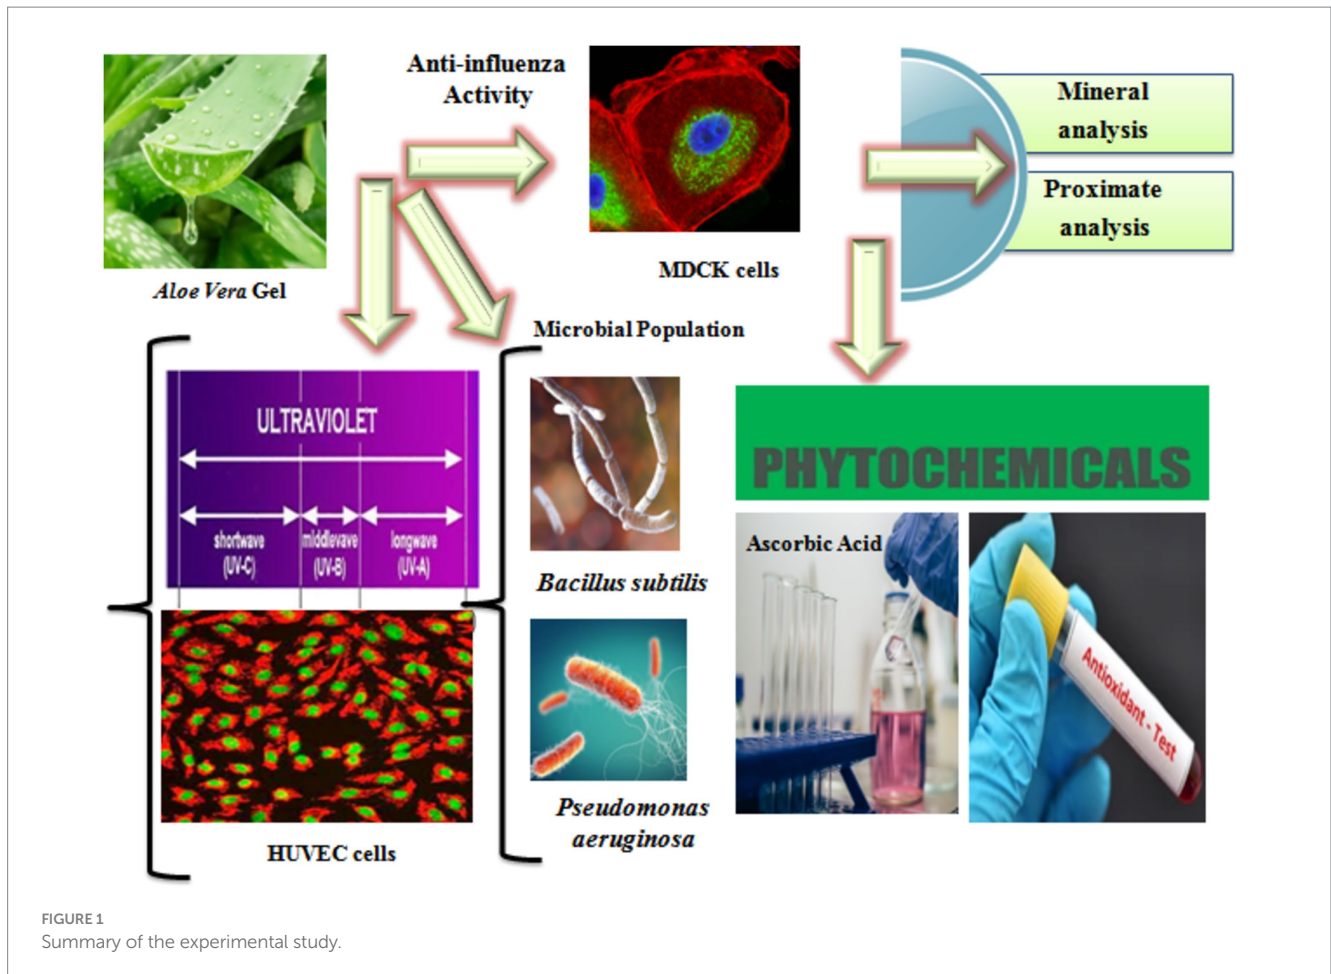 Anti-influenza
Activity
Mineral
analysis
Proximate
analysis
MDCK cells
Aloe Vera Gel
Microbial Population
ULTRAVIOLET
shortwave
(UV-C)
middlevave
(UV-B)
longwave
(UV-A)
HUVEC cells
Bacillus subtilis
Pseudomonas
aeruginosa
PHYTOCHEMICALS
Ascorbic Acid
Antioxidant - Test
FIGURE 1
Summary of the experimental study.